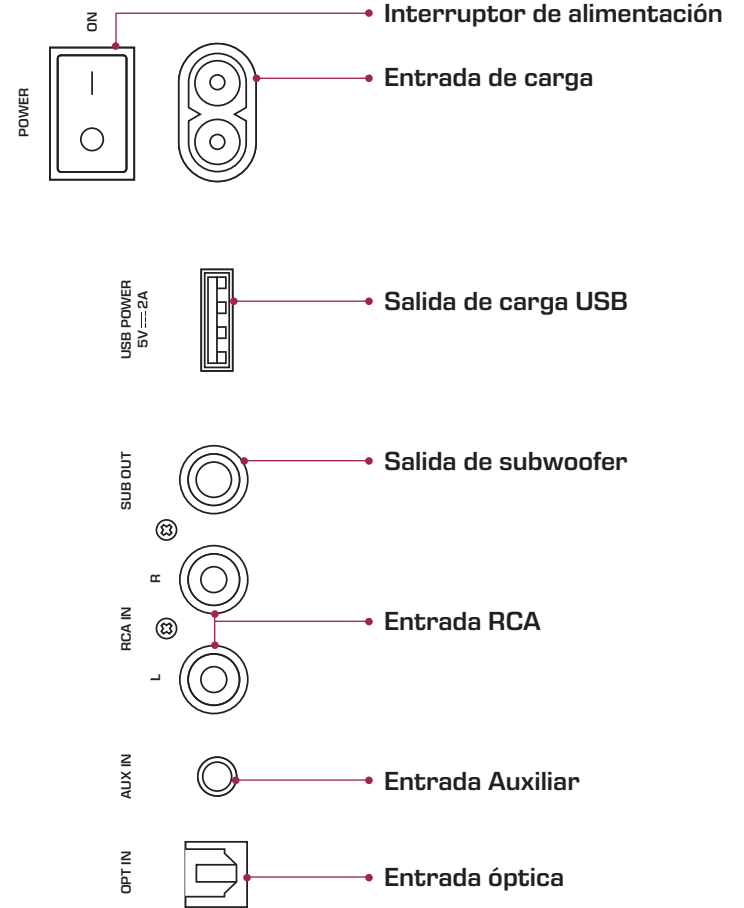 ON
Interruptor de alimentación
POWER
Entrada de carga
USB POWER
5V⎓2A
Salida de carga USB
SUB OUT
Salida de subwoofer
R
RCA IN
Entrada RCA
L
AUX IN
Entrada Auxiliar
OPT IN
Entrada óptica